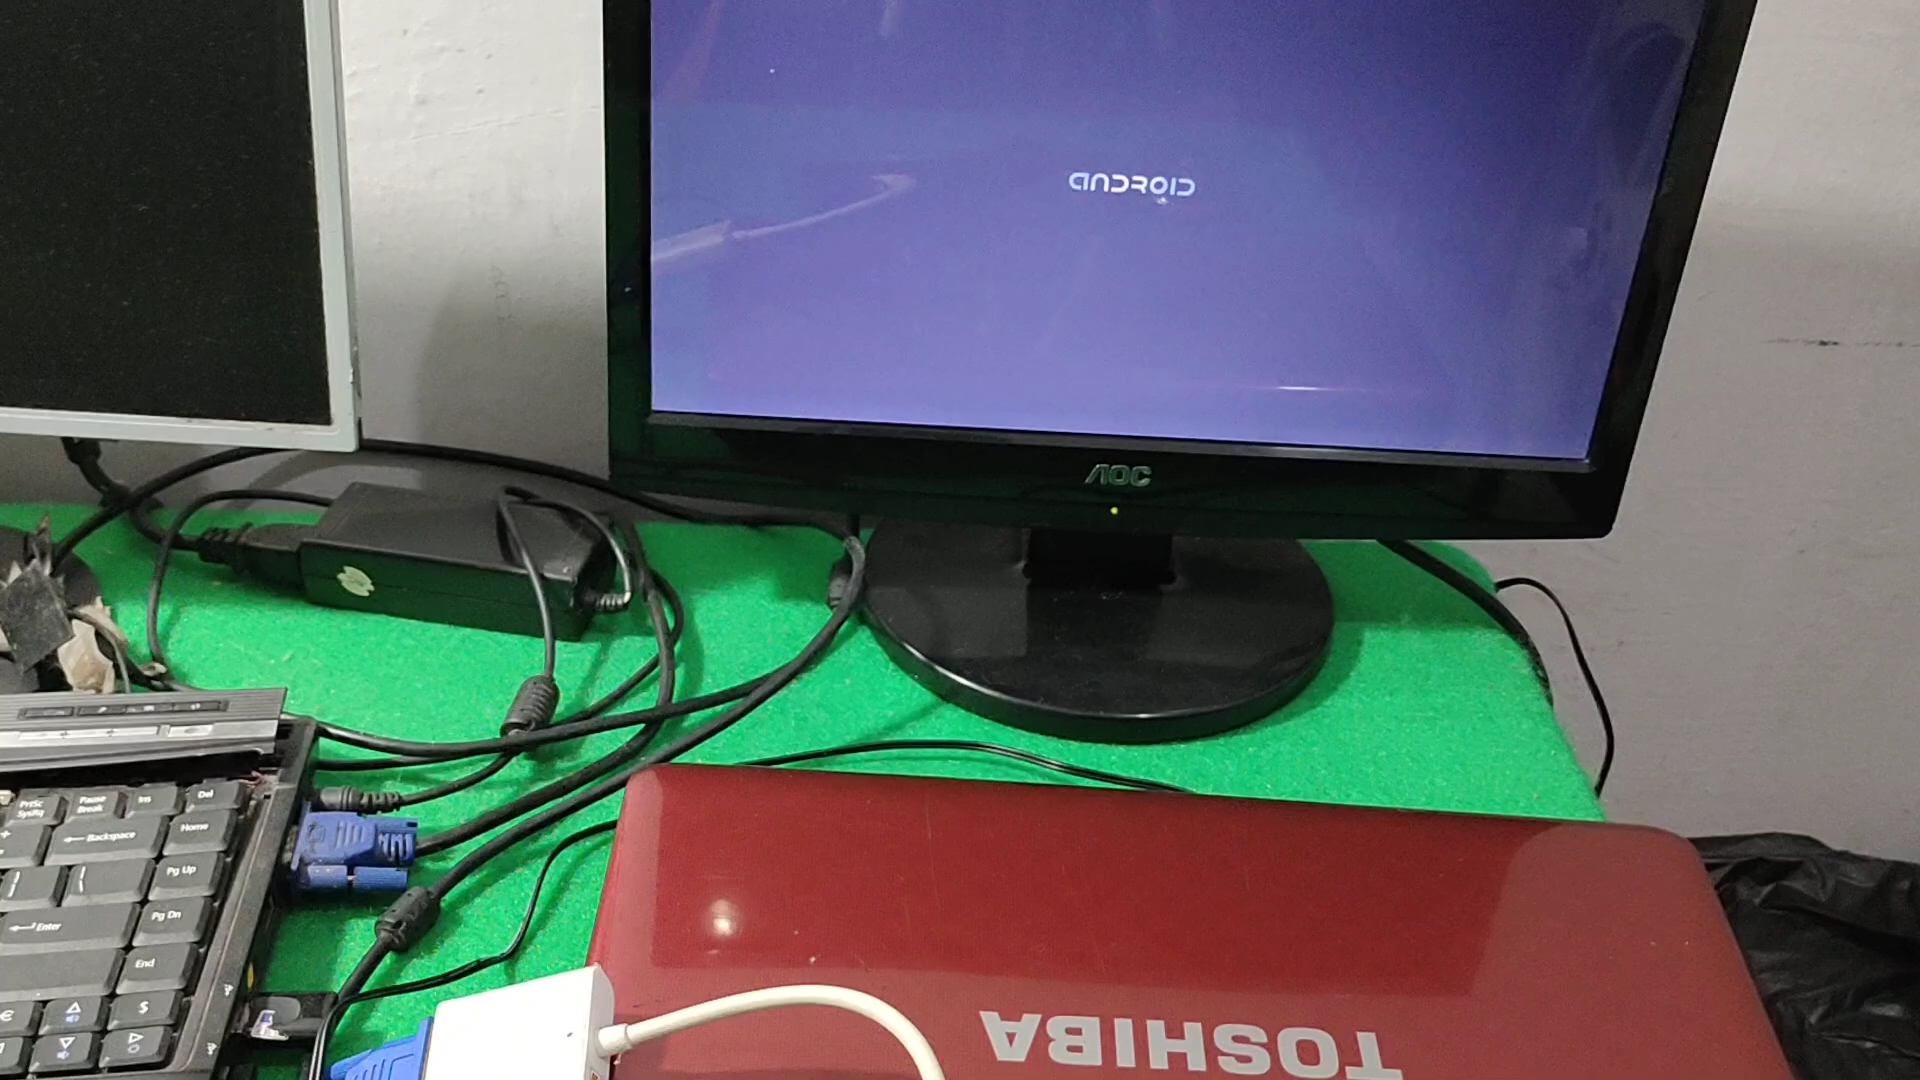 ANDROID
AOC
PrtSc
SysRq
Pause
Break
Ins
Del
Backspace
Home
Pg Up
Enter
Pg Dn
End
€
$
TOSHIBA